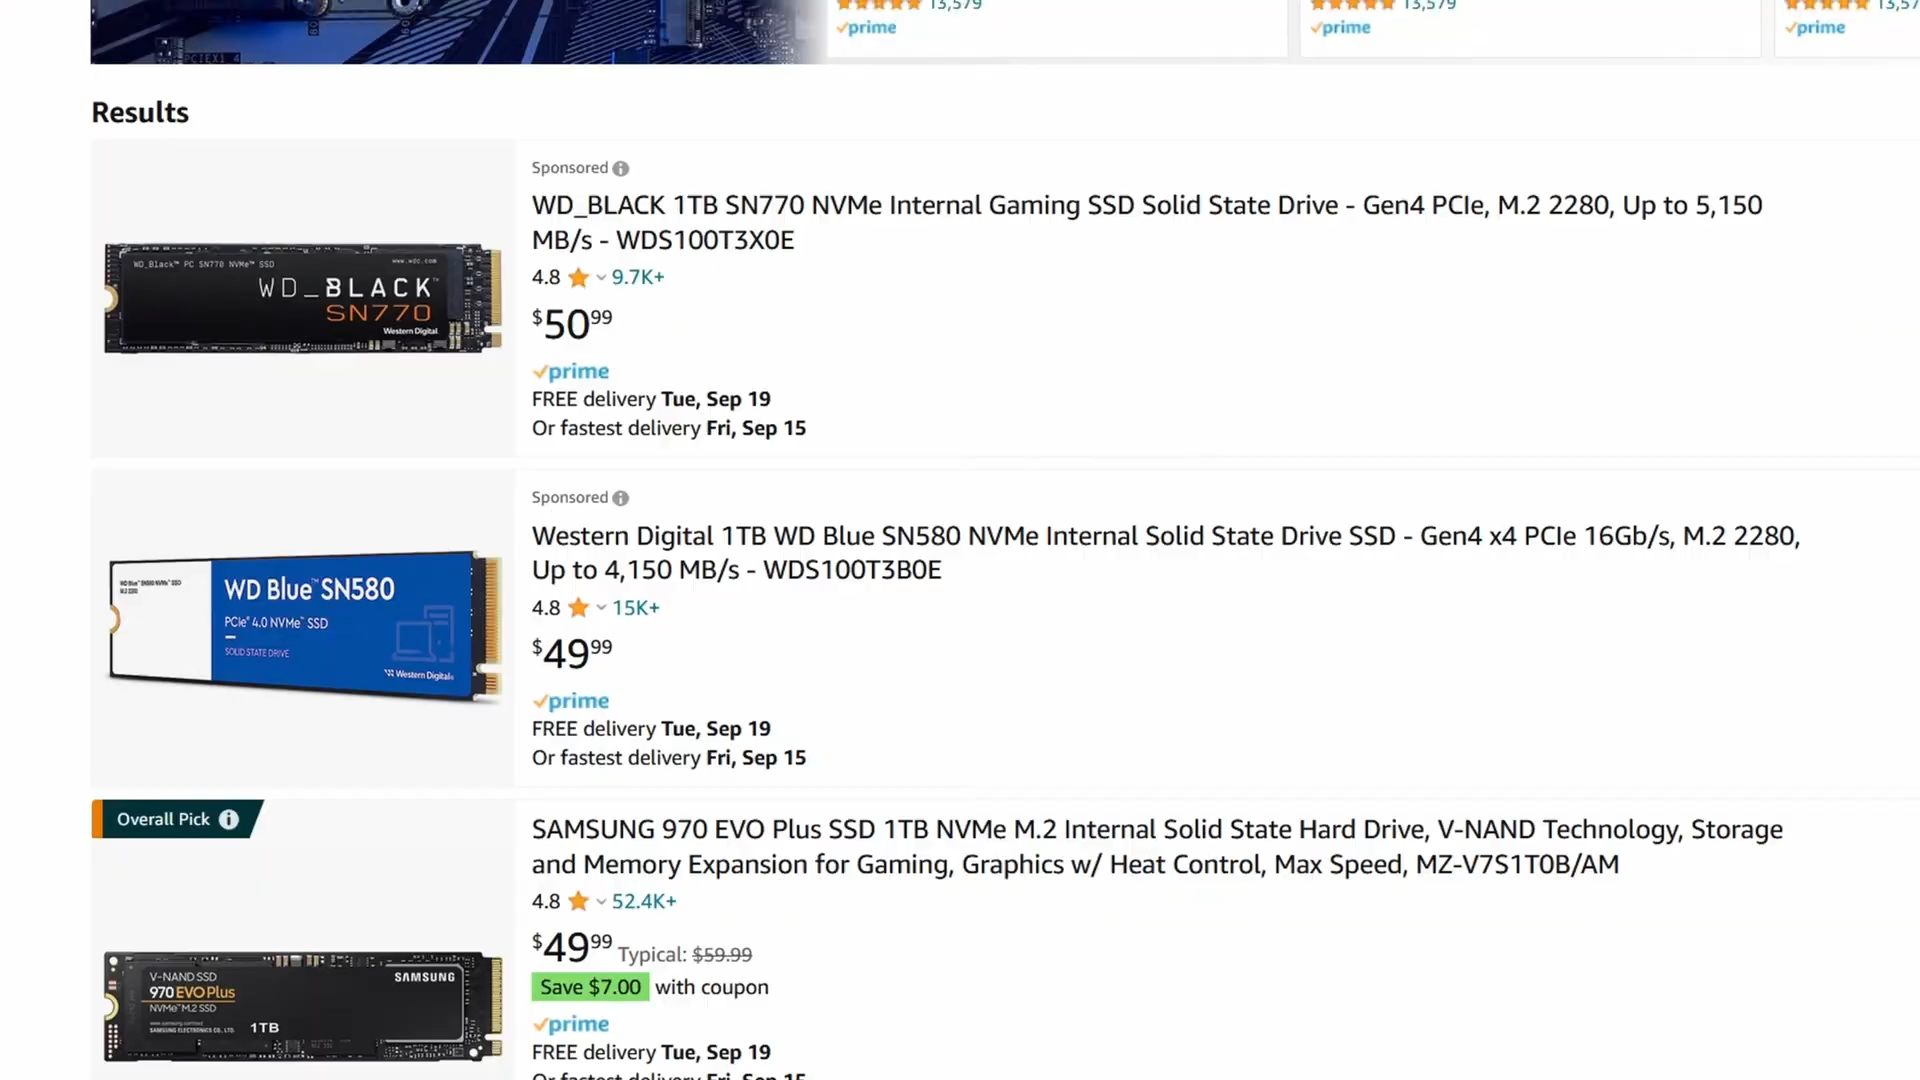 13,579
13,579
13,57
prime
prime
prime
PCIEX1_4
Results
Sponsored
WD_BLACK 1TB SN770 NVMe Internal Gaming SSD Solid State Drive - Gen4 PCIe, M.2 2280, Up to 5,150
MB/s - WDS100T3X0E
4.8 9.7K+
$50 99
prime
FREE delivery Tue, Sep 19
Or fastest delivery Fri, Sep 15
WD_Black™ PC SN770 NVMe™ SSD
www.wdc.com
WD_BLACK™
SN770
Western Digital
Sponsored
Western Digital 1TB WD Blue SN580 NVMe Internal Solid State Drive SSD - Gen4 x4 PCIe 16Gb/s, M.2 2280,
Up to 4,150 MB/s - WDS100T3B0E
4.8 15K+
$49 99
prime
FREE delivery Tue, Sep 19
Or fastest delivery Fri, Sep 15
WD Blue™ SN580 NVMe™ SSD
M.2 2280
WD Blue™ SN580
PCIe® 4.0 NVMe™ SSD
SOLID STATE DRIVE
Western Digital®
Overall Pick
SAMSUNG 970 EVO Plus SSD 1TB NVMe M.2 Internal Solid State Hard Drive, V-NAND Technology, Storage
and Memory Expansion for Gaming, Graphics w/ Heat Control, Max Speed, MZ-V7S1T0B/AM
4.8 52.4K+
$49 99 Typical: $59.99
Save $7.00 with coupon
prime
FREE delivery Tue, Sep 19
Or fastest delivery Fri, Sep 15
V-NAND SSD
970 EVO Plus
NVMe™ M.2 SSD
SAMSUNG ELECTRONICS CO., LTD.
1TB
SAMSUNG